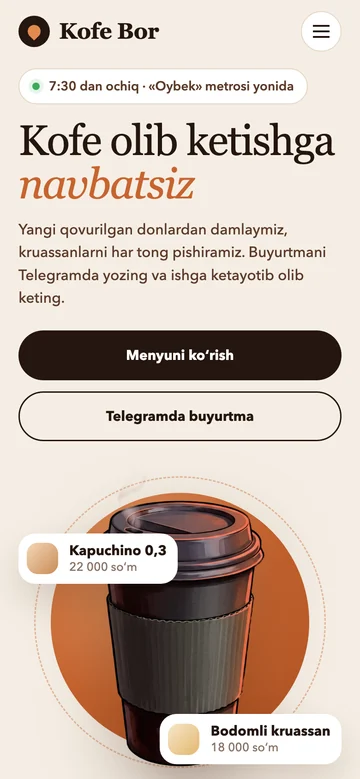 Kofe Bor
7:30 dan ochiq · «Oybek» metrosi yonida
Kofe olib ketishga
navbatsiz
Yangi qovurilgan donlardan damlaymiz,
kruassanlarni har tong pishiramiz. Buyurtmani
Telegramda yozing va ishga ketayotib olib
keting.
Menyuni ko‘rish
Telegramda buyurtma
Kapuchino 0,3
22 000 so‘m
Bodomli kruassan
18 000 so‘m